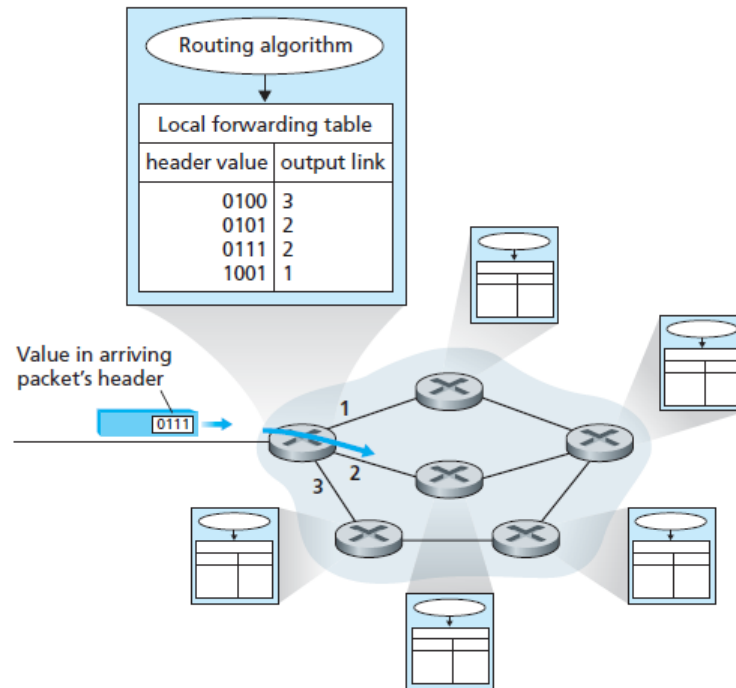 Routing algorithm
Local forwarding table
header value output link
0100 3
0101 2
0111 2
1001 1
Value in arriving
packet's header
0111
1
2
3